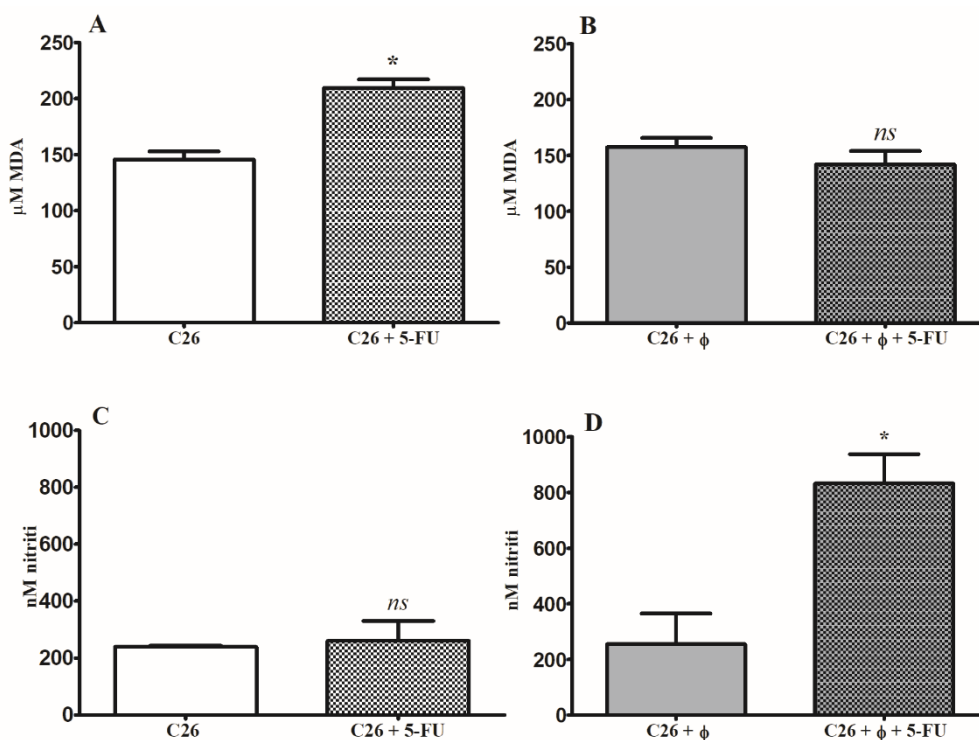 A
250
200
150
100
50
0
μM MDA
*
C26
C26 + 5-FU
B
250
200
150
100
50
0
μM MDA
ns
C26 + ϕ
C26 + ϕ + 5-FU
C
1000
800
600
400
200
0
nM nitriti
ns
C26
C26 + 5-FU
D
1000
800
600
400
200
0
nM nitriti
*
C26 + ϕ
C26 + ϕ + 5-FU